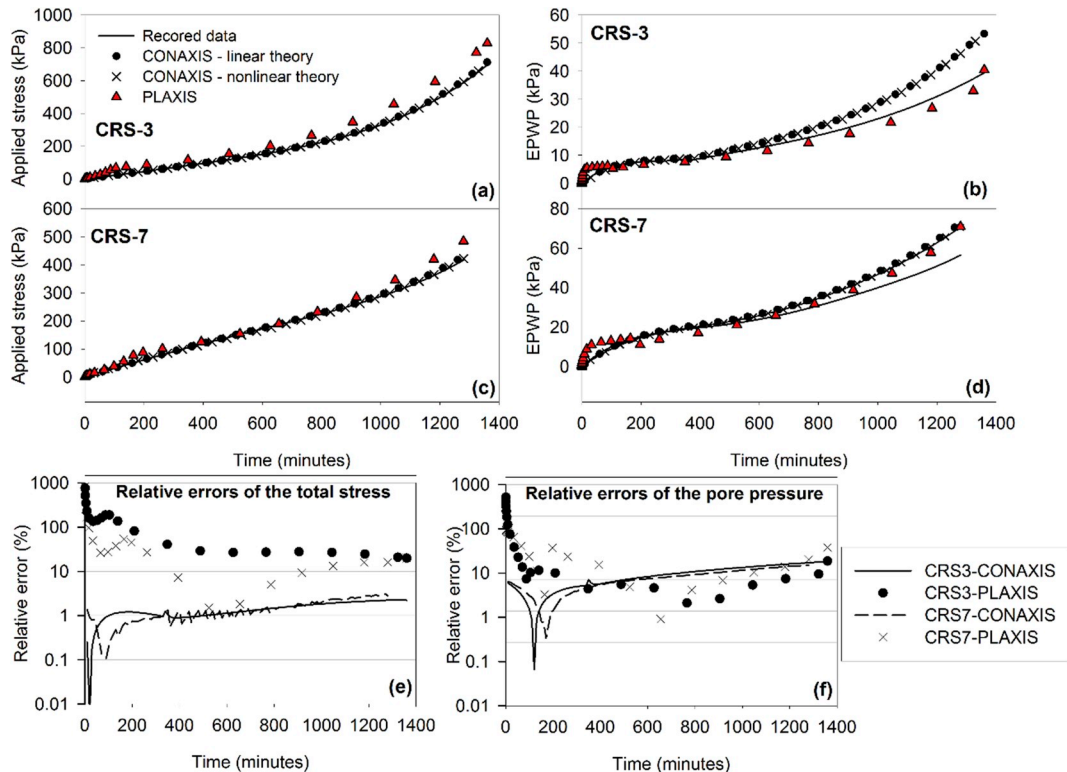 Recored data
CONAXIS - linear theory
CONAXIS - nonlinear theory
PLAXIS
CRS-3
(a)
Applied stress (kPa)
1000
800
600
400
200
0
CRS-3
(b)
EPWP (kPa)
60
50
40
30
20
10
0
CRS-7
(c)
Applied stress (kPa)
600
500
400
300
200
100
0
0 200 400 600 800 1000 1200 1400
Time (minutes)
CRS-7
(d)
EPWP (kPa)
80
60
40
20
0
0 200 400 600 800 1000 1200 1400
Time (minutes)
Relative errors of the total stress
(e)
Relative error (%)
1000
100
10
1
0.1
0.01
0 200 400 600 800 1000 1200 1400
Time (minutes)
Relative errors of the pore pressure
(f)
Relative error (%)
1000
100
10
1
0.1
0.01
0 200 400 600 800 1000 1200 1400
Time (minutes)
CRS3-CONAXIS
CRS3-PLAXIS
CRS7-CONAXIS
CRS7-PLAXIS